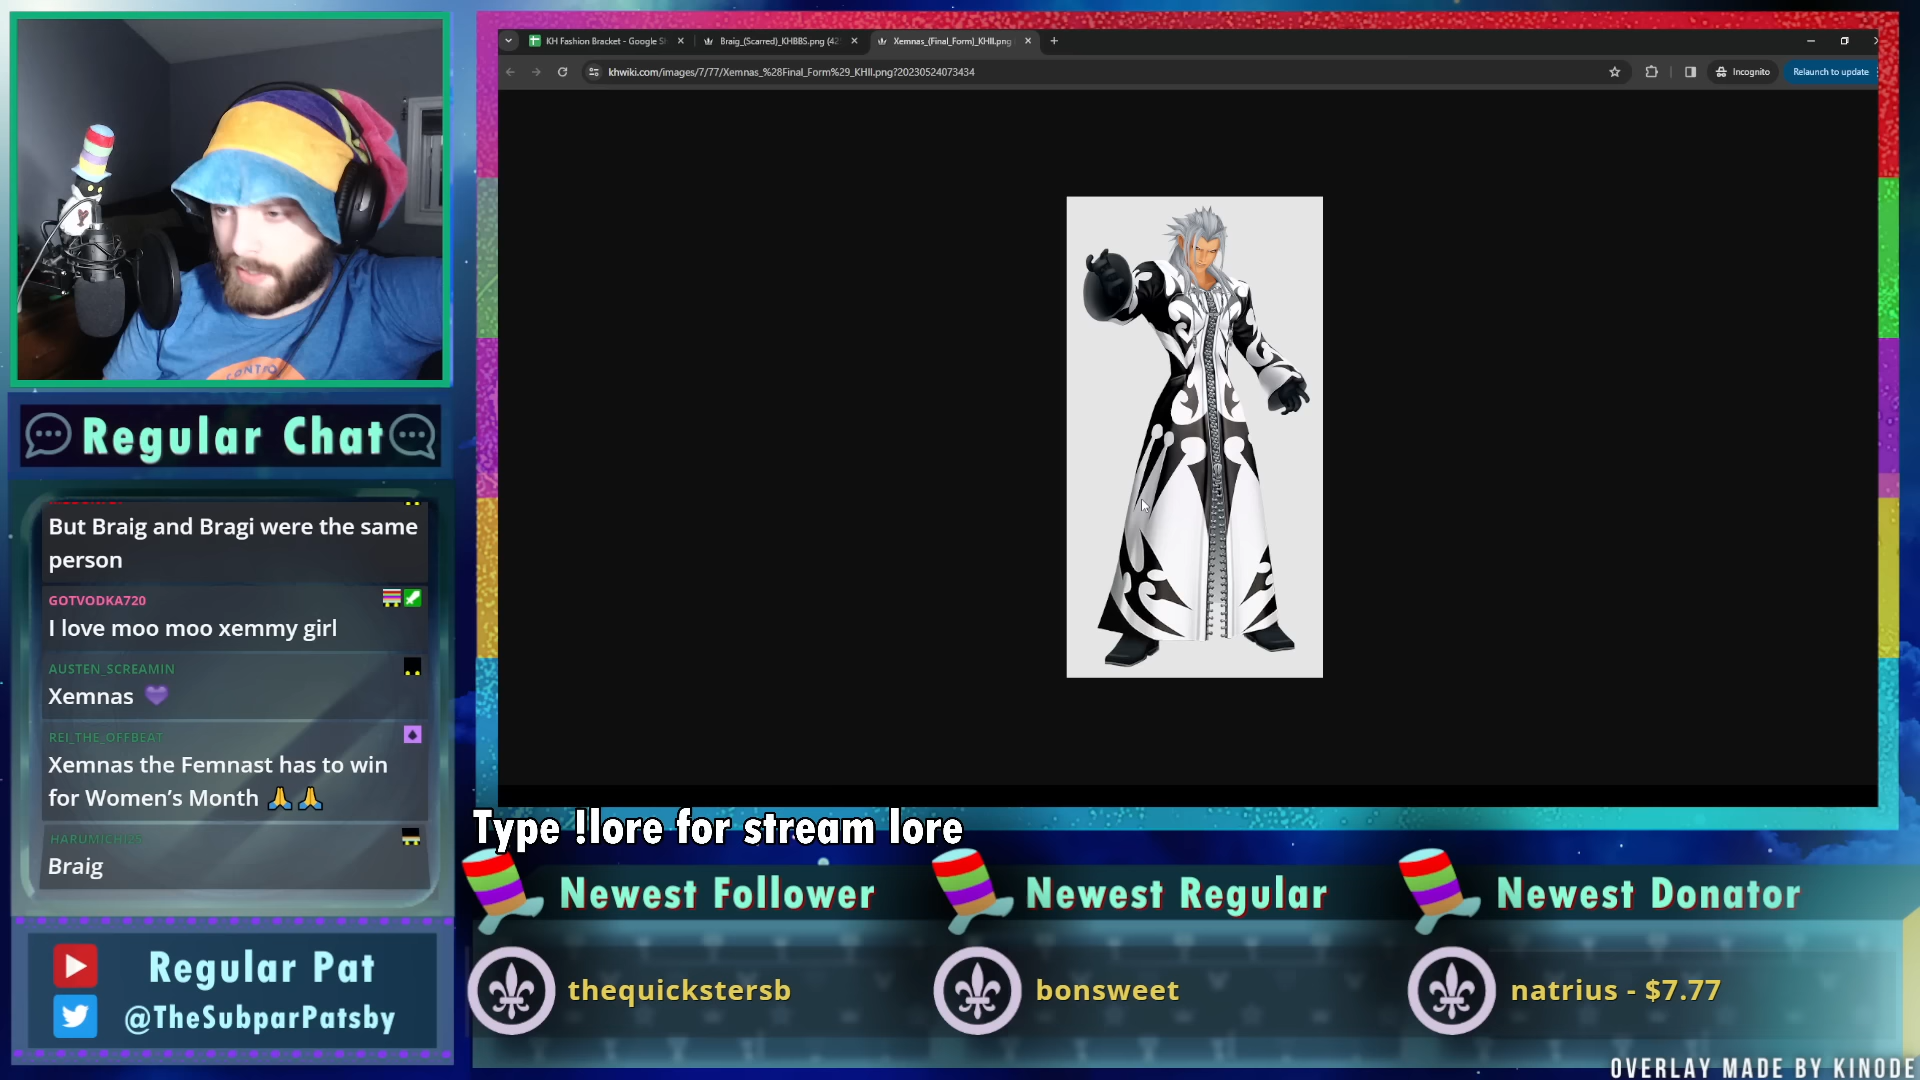 KH Fashion Bracket - Google S
Braig_(Scarred)_KHBBS.png (42
Xemnas_(Final_Form)_KHII.png
khwiki.com/images/7/77/Xemnas_%28Final_Form%29_KHII.png?20230524073434
Incognito
Relaunch to update
CONTRO
Regular Chat
But Braig and Bragi were the same
person
GOTVODKA720
I love moo moo xemmy girl
AUSTEN_SCREAMIN
Xemnas 💜
REI_THE_OFFBEAT
Xemnas the Femnast has to win
for Women's Month 🙏 🙏
Braig
Regular Pat
@TheSubparPatsby
Type !lore for stream lore
Newest Follower
thequickstersb
Newest Regular
bonsweet
Newest Donator
natrius - $7.77
OVERLAY MADE BY KINODE